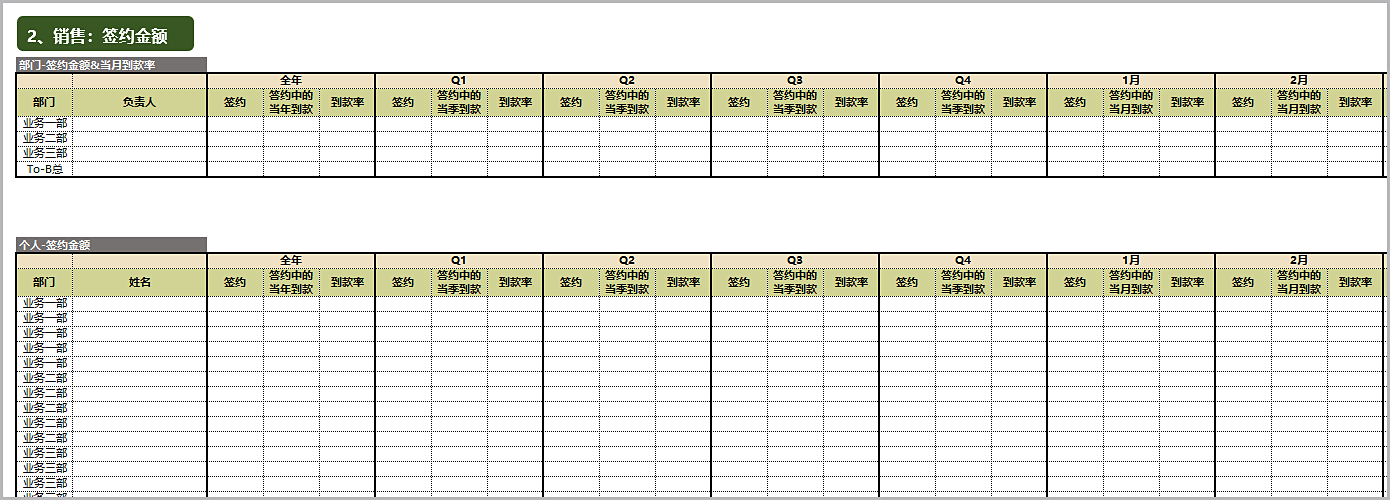 2、销售：签约金额
部门-签约金额&当月到款率
全年 Q1 Q2 Q3 Q4 1月 2月
部门 负责人 签约 签约中的 当年到款 到款率 签约 签约中的 当季到款 到款率 签约 签约中的 当季到款 到款率 签约 签约中的 当季到款 到款率 签约 签约中的 当季到款 到款率 签约 签约中的 当月到款 到款率 签约 签约中的 当月到款 到款率
业务一部
业务二部
业务三部
To-B总
个人-签约金额
全年 Q1 Q2 Q3 Q4 1月 2月
部门 姓名 签约 签约中的 当年到款 到款率 签约 签约中的 当季到款 到款率 签约 签约中的 当季到款 到款率 签约 签约中的 当季到款 到款率 签约 签约中的 当季到款 到款率 签约 签约中的 当月到款 到款率 签约 签约中的 当月到款 到款率
业务一部
业务一部
业务一部
业务一部
业务一部
业务二部
业务二部
业务二部
业务二部
业务二部
业务三部
业务三部
业务三部